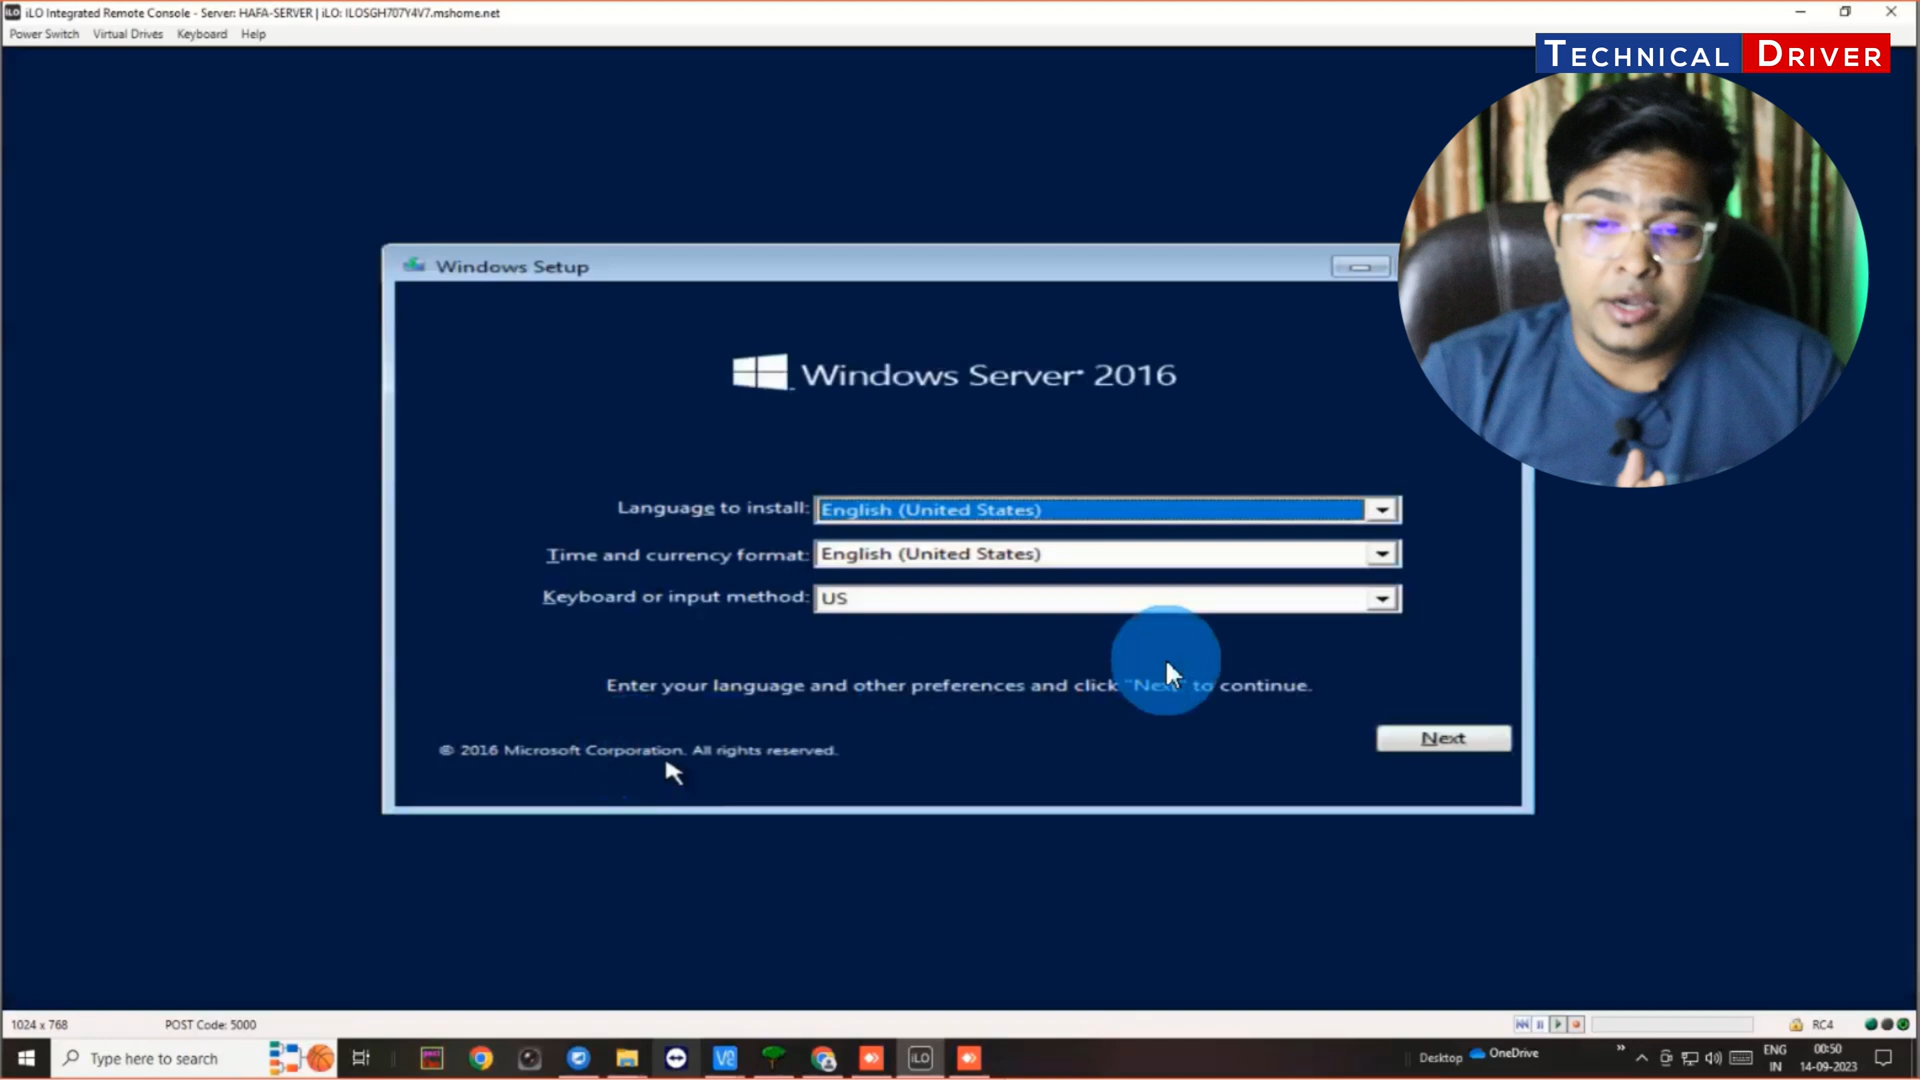 iLO Integrated Remote Console - Server: HAFA-SERVER | iLO: ILOSGH707Y4V7.mshome.net
Power Switch Virtual Drives Keyboard Help
TECHNICAL DRIVER
Windows Setup
Windows Server® 2016
Language to install: English (United States)
Time and currency format: English (United States)
Keyboard or input method: US
Enter your language and other preferences and click "Next" to continue.
Next
© 2016 Microsoft Corporation. All rights reserved.
1024 x 768 POST Code: 5000 RC4
Type here to search iLO Desktop OneDrive ENG 00:50
IN 14-09-2023